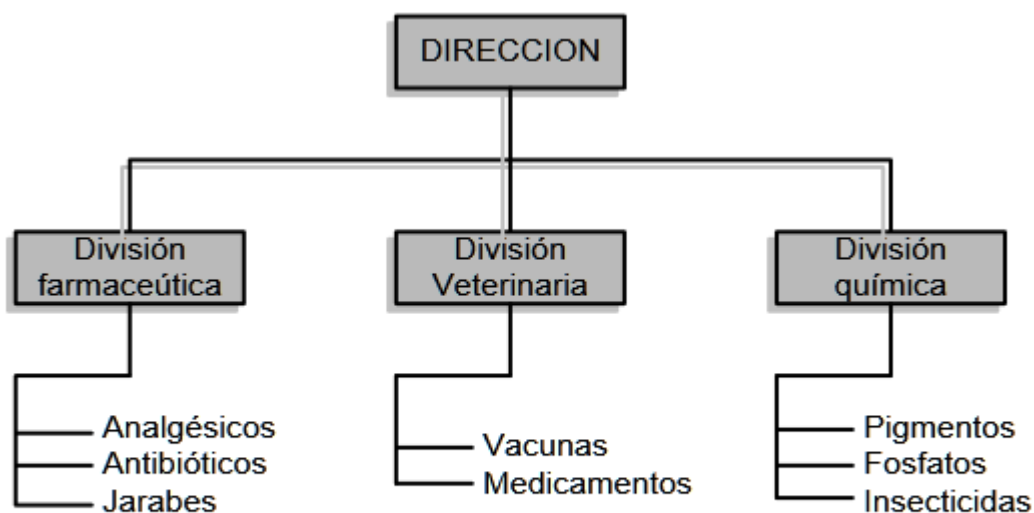 DIRECCION
División
farmaceútica
División
Veterinaria
División
química
Analgésicos
Antibióticos
Jarabes
Vacunas
Medicamentos
Pigmentos
Fosfatos
Insecticidas